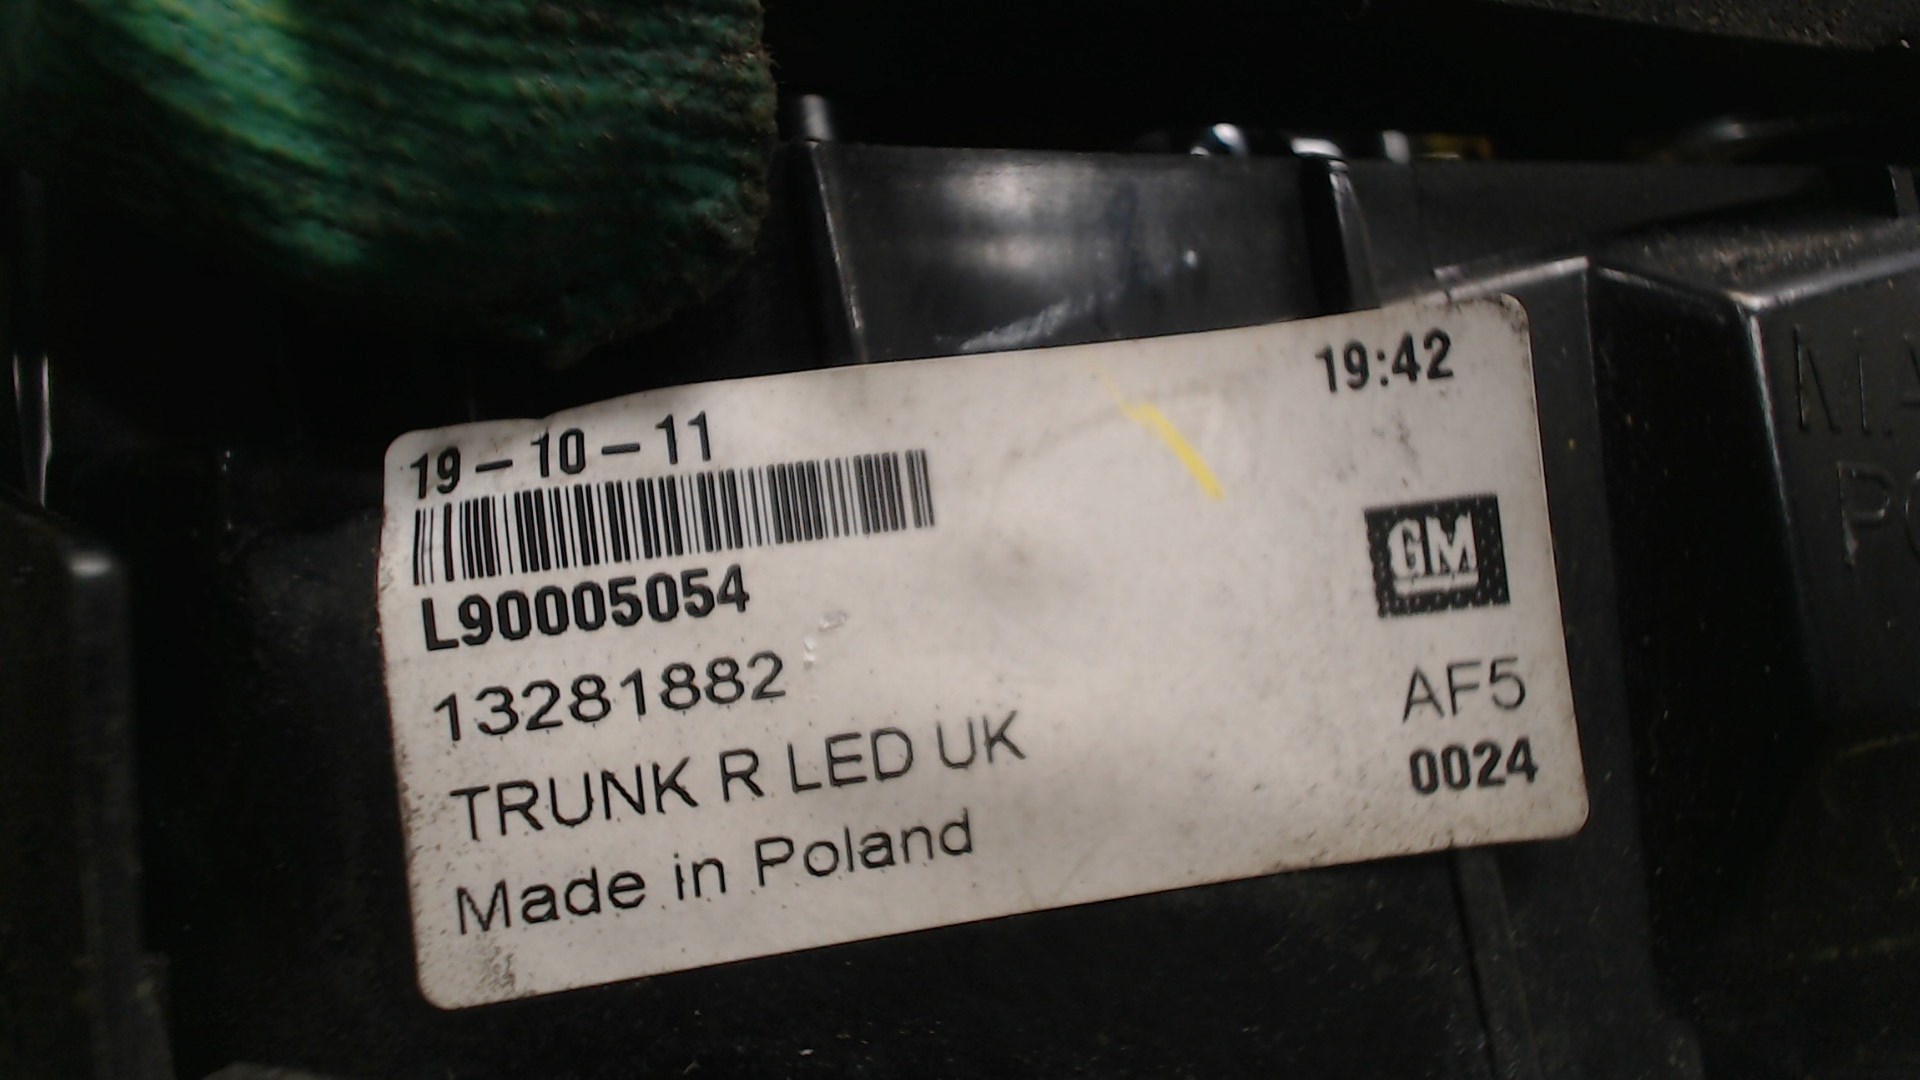 19-10-11
19:42
L90005054
GM
13281882
AF5
TRUNK R LED UK
0024
Made in Poland